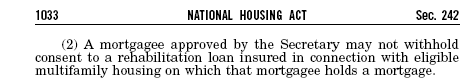 1033 NATIONAL HOUSING ACT Sec. 242
(2) A mortgagee approved by the Secretary may not withhold
consent to a rehabilitation loan insured in connection with eligible
multifamily housing on which that mortgagee holds a mortgage.